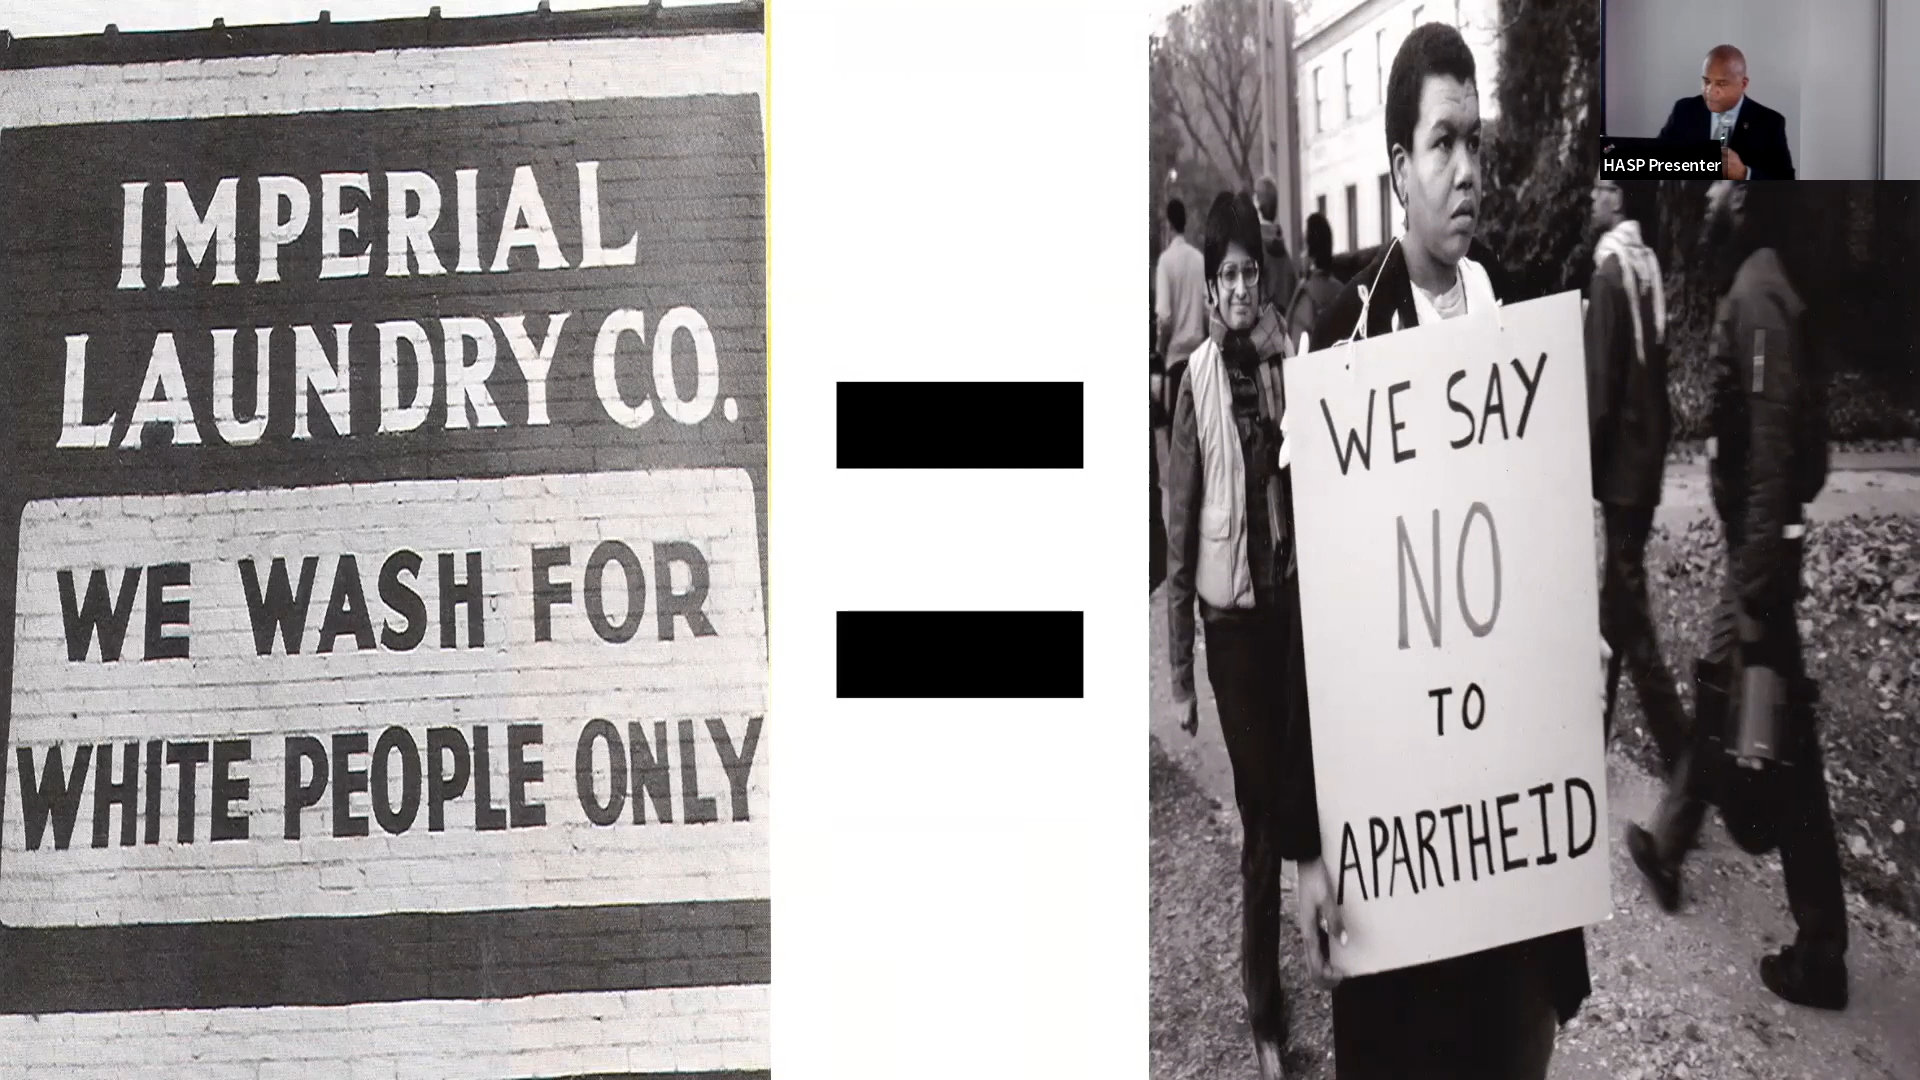 IMPERIAL
LAUNDRY CO.
WE WASH FOR
WHITE PEOPLE ONLY
WE SAY
NO
TO
APARTHEID
HASP Presenter